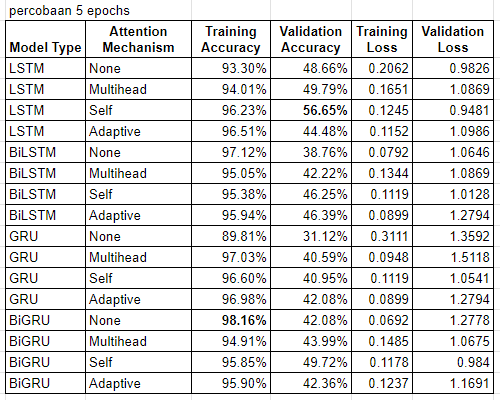 percobaan 5 epochs
Model Type Attention Mechanism Training Accuracy Validation Accuracy Training Loss Validation Loss
LSTM None 93.30% 48.66% 0.2062 0.9826
LSTM Multihead 94.01% 49.79% 0.1651 1.0869
LSTM Self 96.23% 56.65% 0.1245 0.9481
LSTM Adaptive 96.51% 44.48% 0.1152 1.0986
BiLSTM None 97.12% 38.76% 0.0792 1.0646
BiLSTM Multihead 95.05% 42.22% 0.1344 1.0869
BiLSTM Self 95.38% 46.25% 0.1119 1.0128
BiLSTM Adaptive 95.94% 46.39% 0.0899 1.2794
GRU None 89.81% 31.12% 0.3111 1.3592
GRU Multihead 97.03% 40.59% 0.0948 1.5118
GRU Self 96.60% 40.95% 0.1119 1.0541
GRU Adaptive 96.98% 42.08% 0.0899 1.2794
BiGRU None 98.16% 42.08% 0.0692 1.2778
BiGRU Multihead 94.91% 43.99% 0.1485 1.0675
BiGRU Self 95.85% 49.72% 0.1178 0.984
BiGRU Adaptive 95.90% 42.36% 0.1237 1.1691